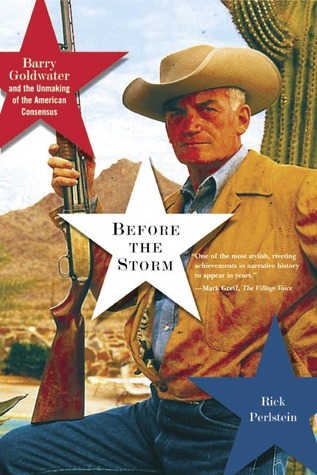 Barry
Goldwater
and the Unmaking
of the American
Consensus
BEFORE
THE
STORM
"One of the most stylish, riveting
achievements in narrative history
to appear in years."
—Mark Greif, The Village Voice
Rick
Perlstein